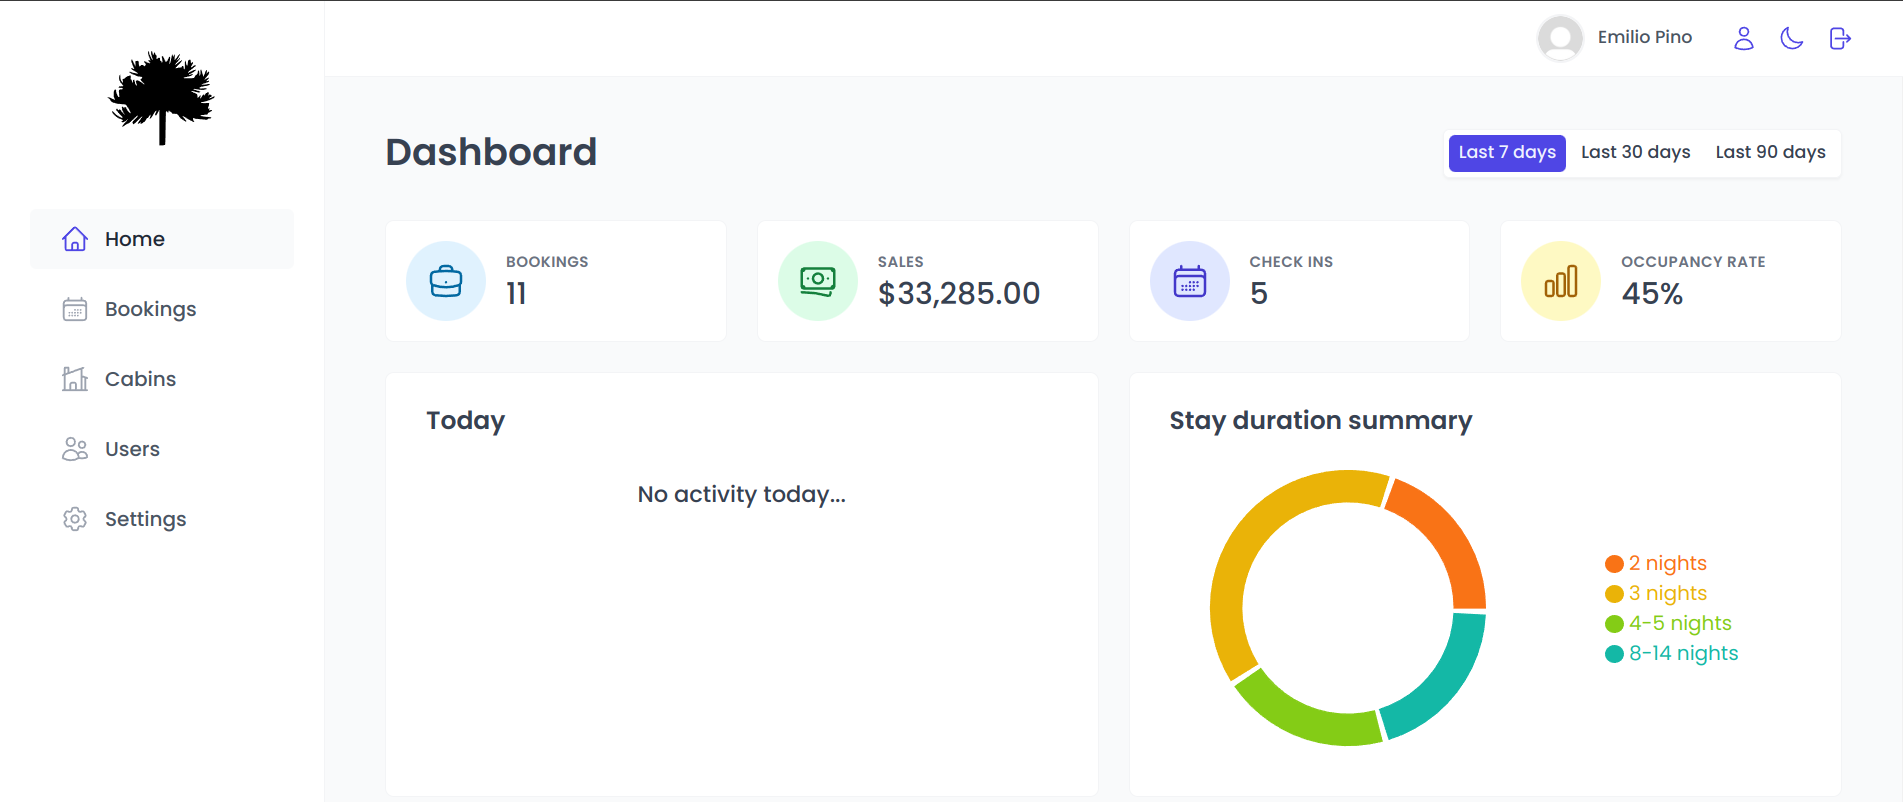 Emilio Pino
Home
Bookings
Cabins
Users
Settings
Dashboard
Last 7 days Last 30 days Last 90 days
BOOKINGS
11
SALES
$33,285.00
CHECK INS
5
OCCUPANCY RATE
45%
Today
No activity today...
Stay duration summary
2 nights
3 nights
4-5 nights
8-14 nights